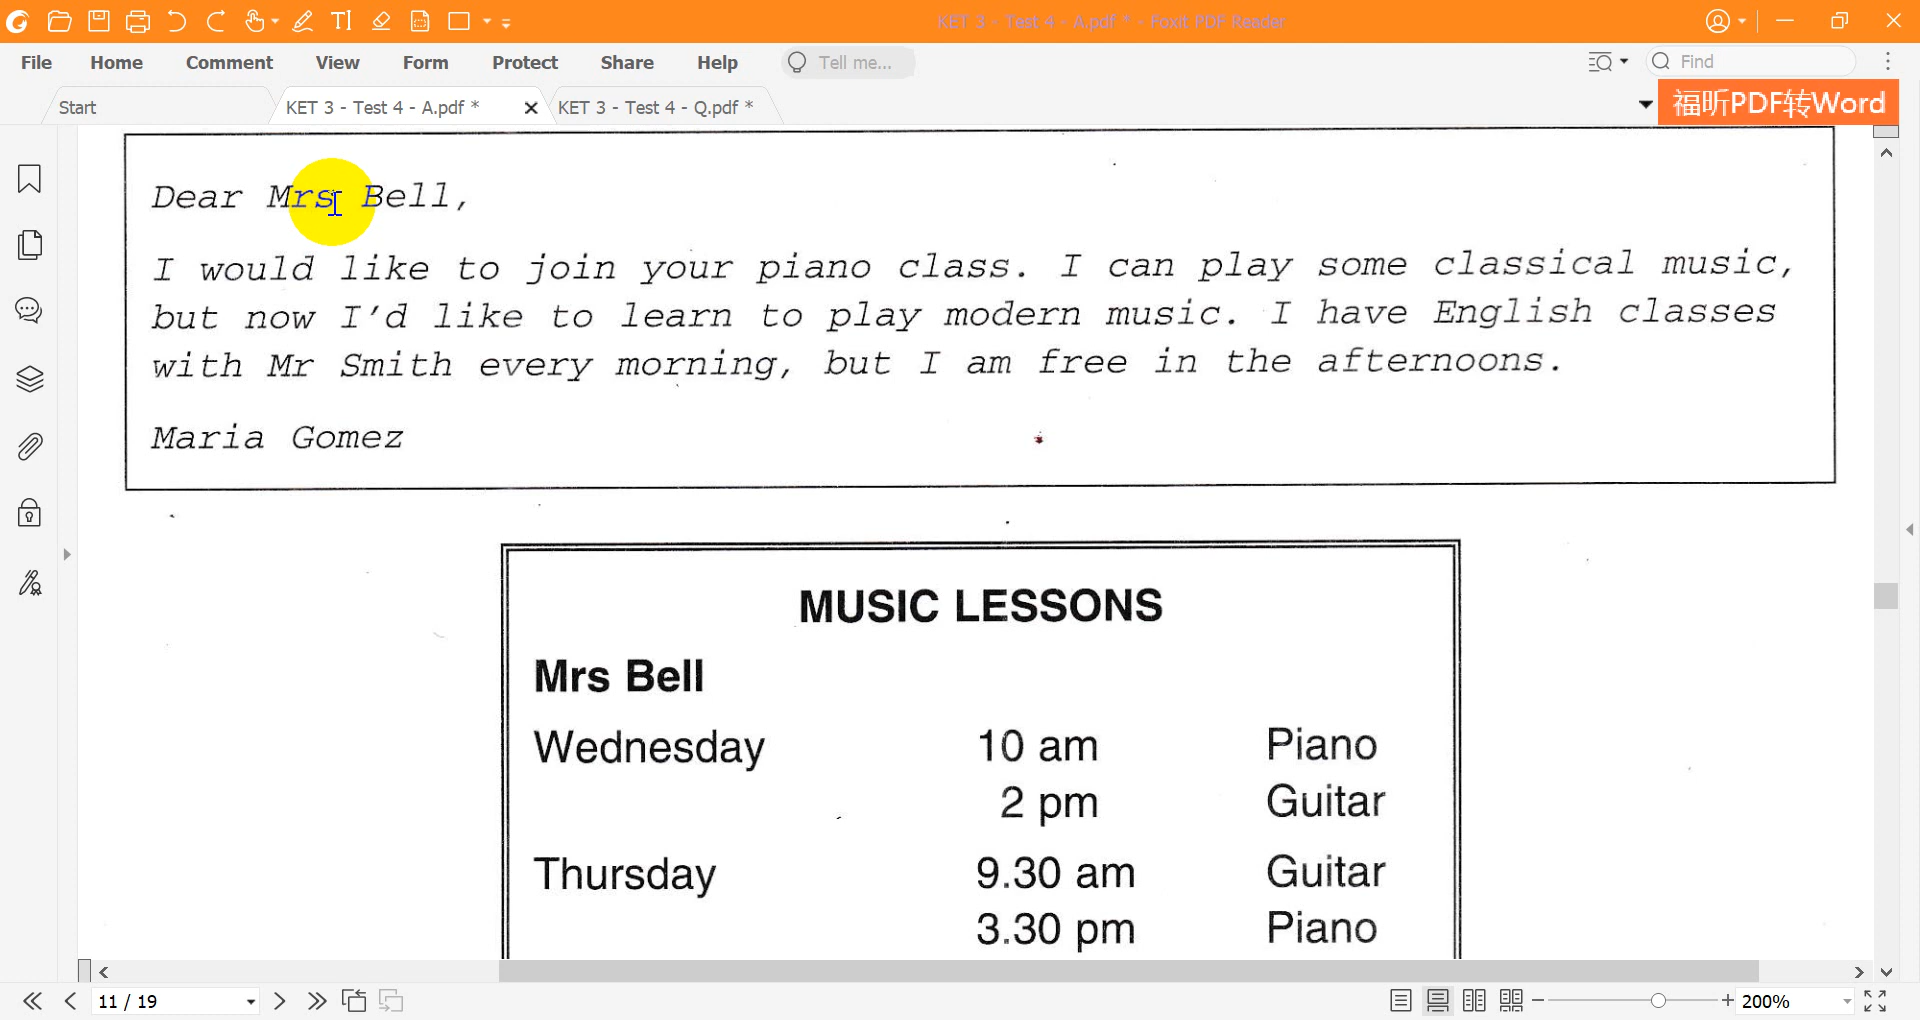 KET 3 - Test 4 - A.pdf * - Foxit PDF Reader
File Home Comment View Form Protect Share Help Tell me... Find
Start KET 3 - Test 4 - A.pdf * KET 3 - Test 4 - Q.pdf * 福昕PDF转Word
Dear Mrs Bell,
I would like to join your piano class. I can play some classical music,
but now I'd like to learn to play modern music. I have English classes
with Mr Smith every morning, but I am free in the afternoons.
Maria Gomez
MUSIC LESSONS
Mrs Bell
Wednesday 10 am Piano
2 pm Guitar
Thursday 9.30 am Guitar
3.30 pm Piano
11 / 19 200%